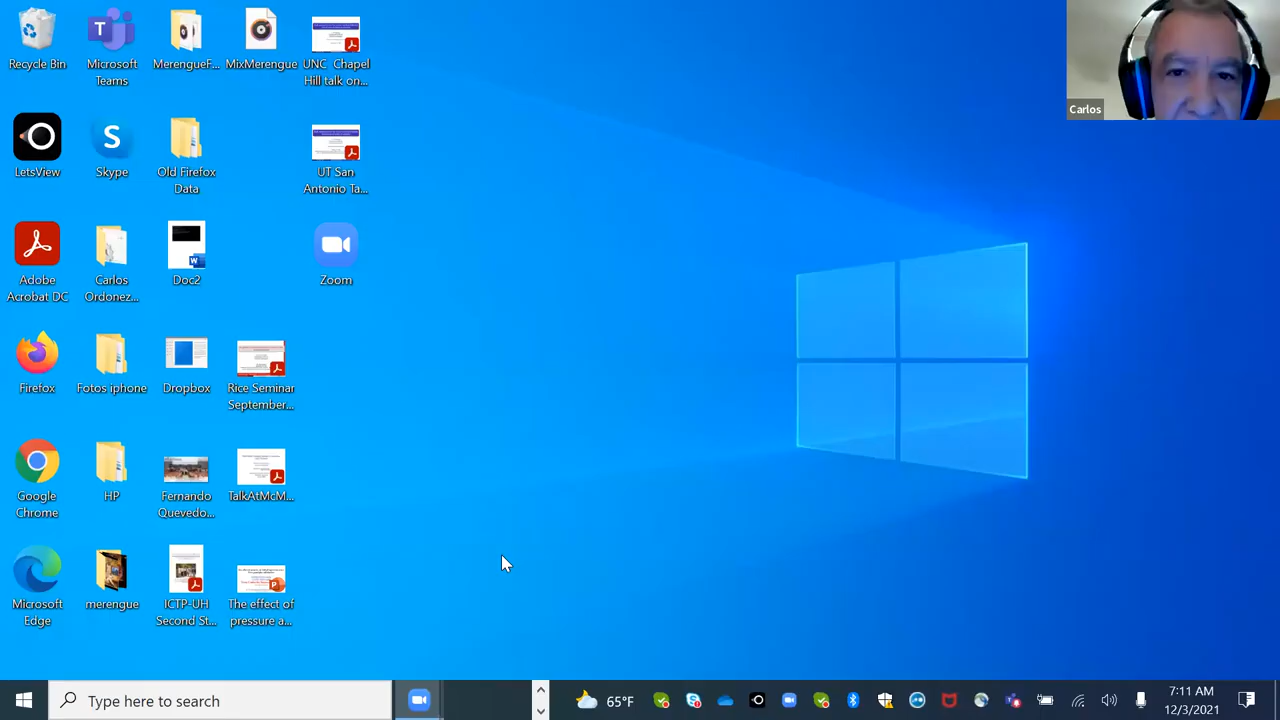 Recycle Bin
Microsoft
Teams
MerengueF...
MixMerengue
UNC Chapel
Hill talk on...
Carlos
LetsView
Skype
Old Firefox
Data
UT San
Antonio Ta...
Adobe
Acrobat DC
Carlos
Ordonez...
Doc2
Zoom
Firefox
Fotos iphone
Dropbox
Rice Seminar
September...
Google
Chrome
HP
Fernando
Quevedo...
TalkAtMcM...
Microsoft
Edge
merengue
ICTP-UH
Second St...
The effect of
pressure a...
Type here to search
65°F
7:11 AM
12/3/2021